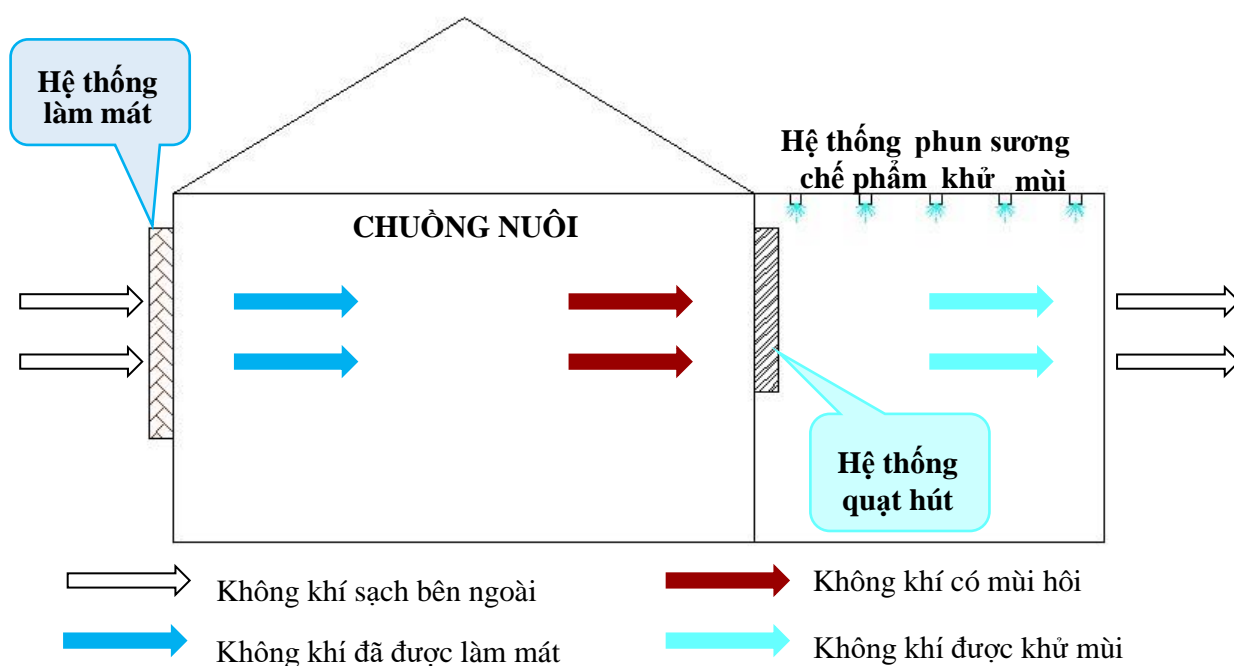 Hệ thống
làm mát
Hệ thống phun sương
chế phẩm khử mùi
CHUỒNG NUÔI
Hệ thống
quạt hút
Không khí sạch bên ngoài
Không khí có mùi hôi
Không khí đã được làm mát
Không khí được khử mùi